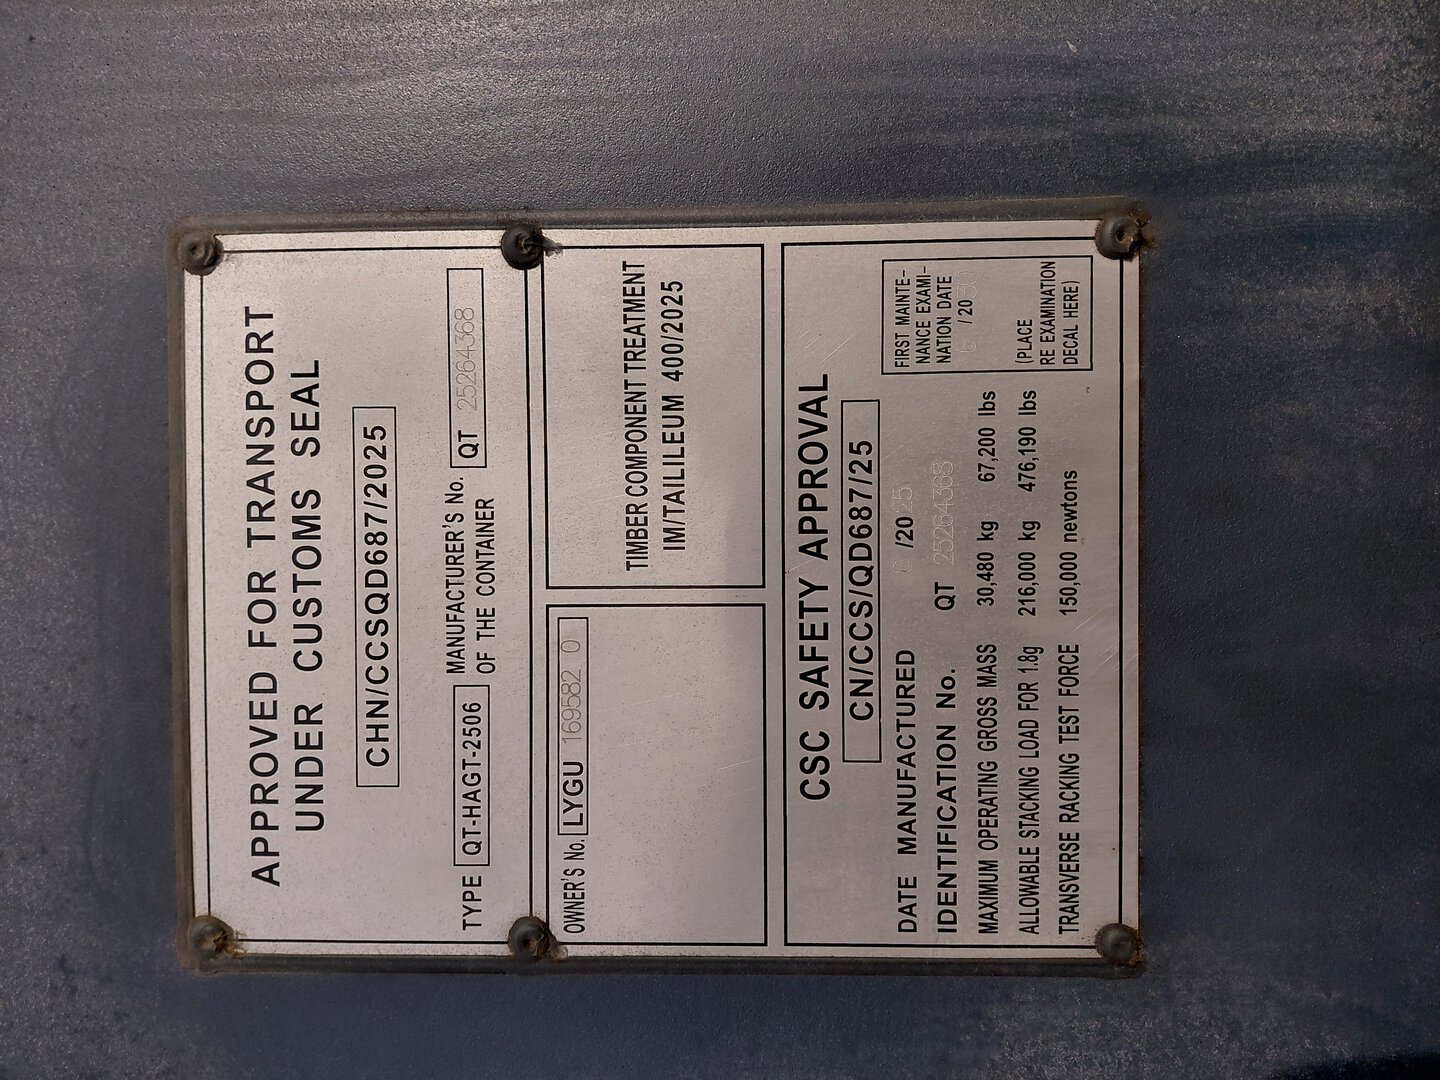 APPROVED FOR TRANSPORT
UNDER CUSTOMS SEAL
CHN/CCSQD687/2025
TYPE QT-HAGT-2506 MANUFACTURER'S No. OF THE CONTAINER QT 25264368
OWNER'S No. LYGU 169582 0
TIMBER COMPONENT TREATMENT
IM/TAILILEUM 400/2025
CSC SAFETY APPROVAL
CN/CCS/QD687/25
DATE MANUFACTURED 6 /2025
IDENTIFICATION No. QT 25264368
MAXIMUM OPERATING GROSS MASS 30,480 kg 67,200 lbs
ALLOWABLE STACKING LOAD FOR 1.8g 216,000 kg 476,190 lbs
TRANSVERSE RACKING TEST FORCE 150,000 newtons
FIRST MAINTE-
NANCE EXAMI-
NATION DATE
6 / 2030
(PLACE
RE EXAMINATION
DECAL HERE)